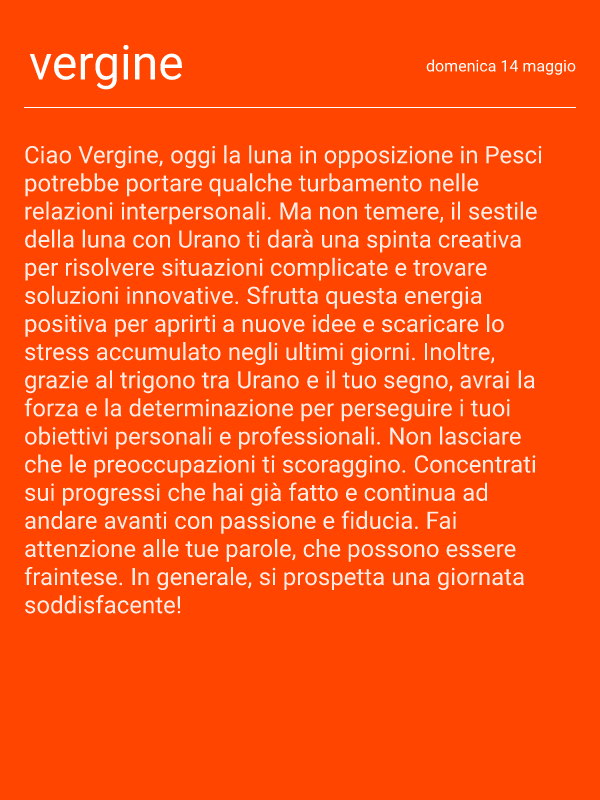 vergine
domenica 14 maggio
Ciao Vergine, oggi la luna in opposizione in Pesci
potrebbe portare qualche turbamento nelle
relazioni interpersonali. Ma non temere, il sestile
della luna con Urano ti darà una spinta creativa
per risolvere situazioni complicate e trovare
soluzioni innovative. Sfrutta questa energia
positiva per aprirti a nuove idee e scaricare lo
stress accumulato negli ultimi giorni. Inoltre,
grazie al trigono tra Urano e il tuo segno, avrai la
forza e la determinazione per perseguire i tuoi
obiettivi personali e professionali. Non lasciare
che le preoccupazioni ti scoraggino. Concentrati
sui progressi che hai già fatto e continua ad
andare avanti con passione e fiducia. Fai
attenzione alle tue parole, che possono essere
fraintese. In generale, si prospetta una giornata
soddisfacente!